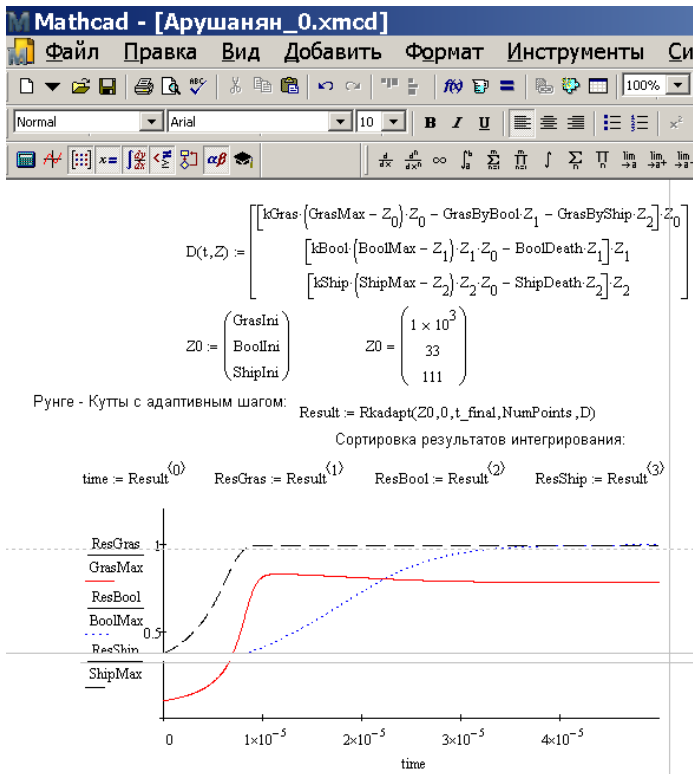 Mathcad - [Арушанян_0.xmcd]
Файл Правка Вид Добавить Формат Инструменты Си
100%
Normal Arial 10 B I U
D(t,Z) := [[kGras·(GrasMax − Z0)·Z0 − GrasByBool·Z1 − GrasByShip·Z2]·Z0
[kBool·(BoolMax − Z1)·Z1·Z0 − BoolDeath·Z1]·Z1
[kShip·(ShipMax − Z2)·Z2·Z0 − ShipDeath·Z2]·Z2]
Z0 := (GrasIni BoolIni ShipIni) Z0 = (1 × 10^3 33 111)
Рунге - Кутты с адаптивным шагом: Result := Rkadapt(Z0,0,t_final,NumPoints ,D)
Сортировка результатов интегрирования:
time := Result^⟨0⟩ ResGras := Result^⟨1⟩ ResBool := Result^⟨2⟩ ResShip := Result^⟨3⟩
ResGras 1
GrasMax
ResBool
BoolMax
0.5
ResShip
ShipMax
0 1×10^-5 2×10^-5 3×10^-5 4×10^-5
time